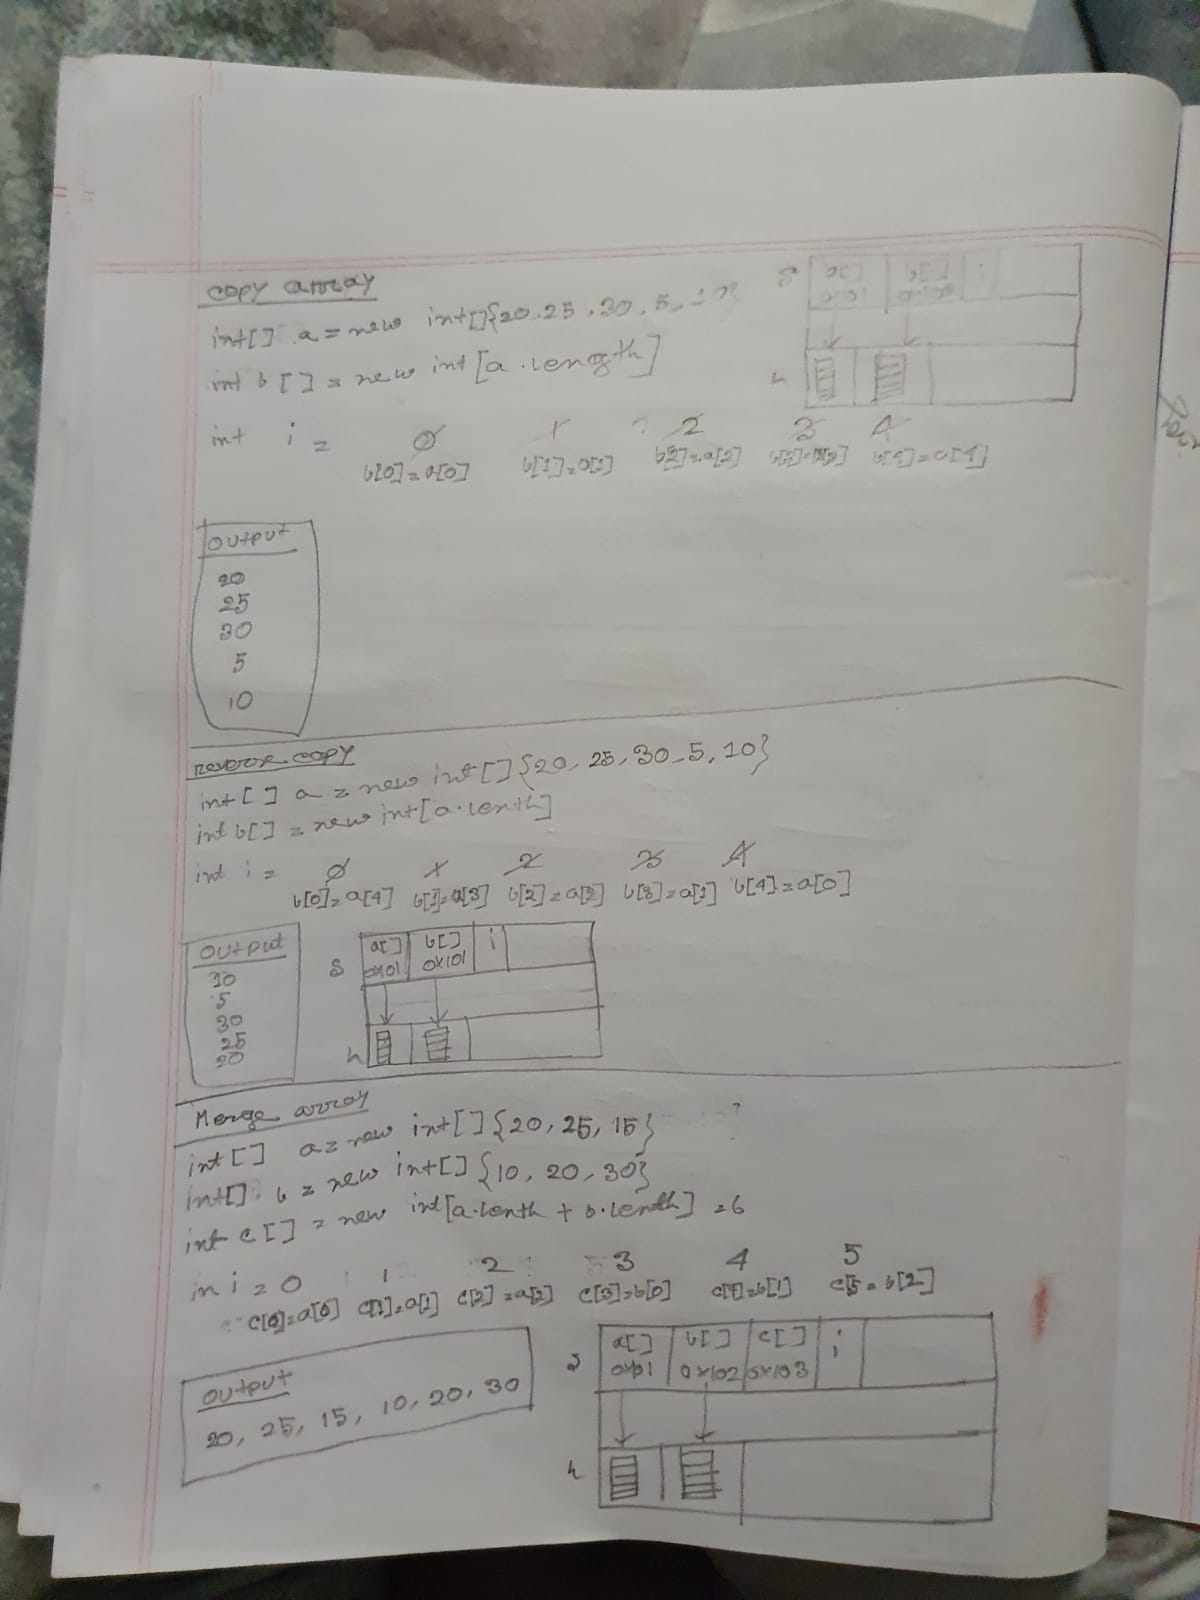 copy array
int[] a = new int[]{20.25,30,5,10}
int b[] = new int[a.length]
int i = 0 1 2 3 4
b[0]=a[0] b[1]=a[1] b[2]=a[2] b[3]=a[3] b[4]=a[4]
s a[] b[] i
h
output
20
25
30
5
10
reverse copy
int[] a = new int[]{20,25,30,5,10}
int b[] = new int[a.lenth]
int i = 0 1 2 3 4
b[0]=a[4] b[1]=a[3] b[2]=a[2] b[3]=a[1] b[4]=a[0]
output
10
5
30
25
20
s a[] b[] i
0x101 0x101
h
Merge array
int[] a = new int[]{20,25,15}
int[] b = new int[]{10,20,30}
int c[] = new int[a.lenth + b.lenth] =6
in i = 0 1 2 3 4 5
c[0]=a[0] c[1]=a[1] c[2]=a[2] c[3]=b[0] c[4]=b[1] c[5=b[2]
output
20, 25, 15, 10, 20, 30
s a[] b[] c[] i
0x102 0x103
h